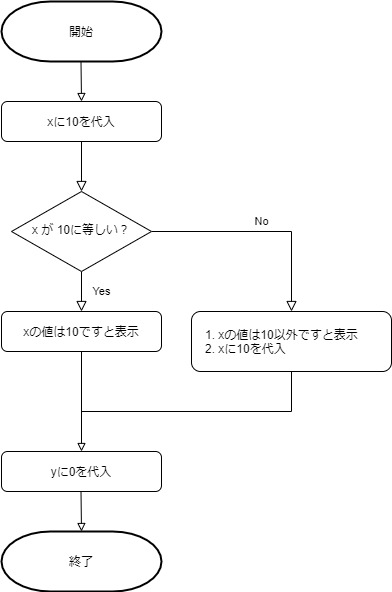 開始
xに10を代入
x が 10に等しい？
No
Yes
xの値は10ですと表示
1. xの値は10以外ですと表示
2. xに10を代入
yに0を代入
終了